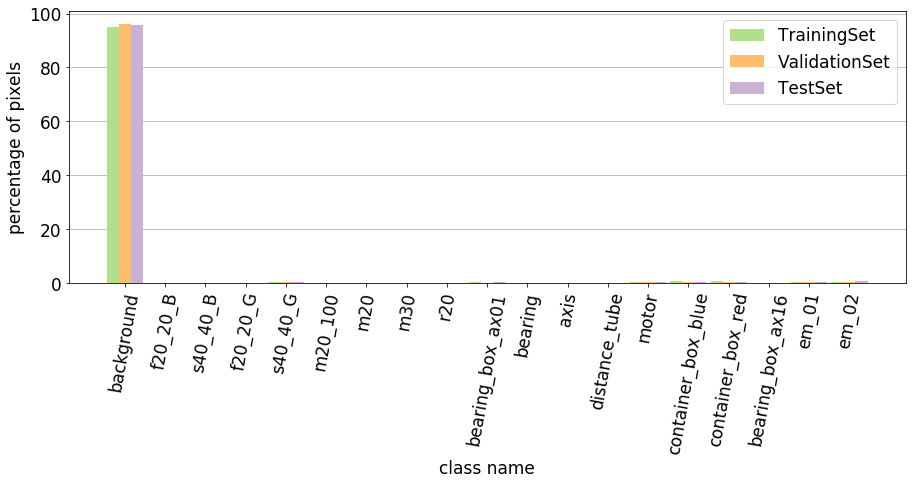 percentage of pixels
100
80
60
40
20
0
TrainingSet
ValidationSet
TestSet
background
f20_20_B
s40_40_B
f20_20_G
s40_40_G
m20_100
m20
m30
r20
bearing_box_ax01
bearing
axis
distance_tube
motor
container_box_blue
container_box_red
bearing_box_ax16
em_01
em_02
class name